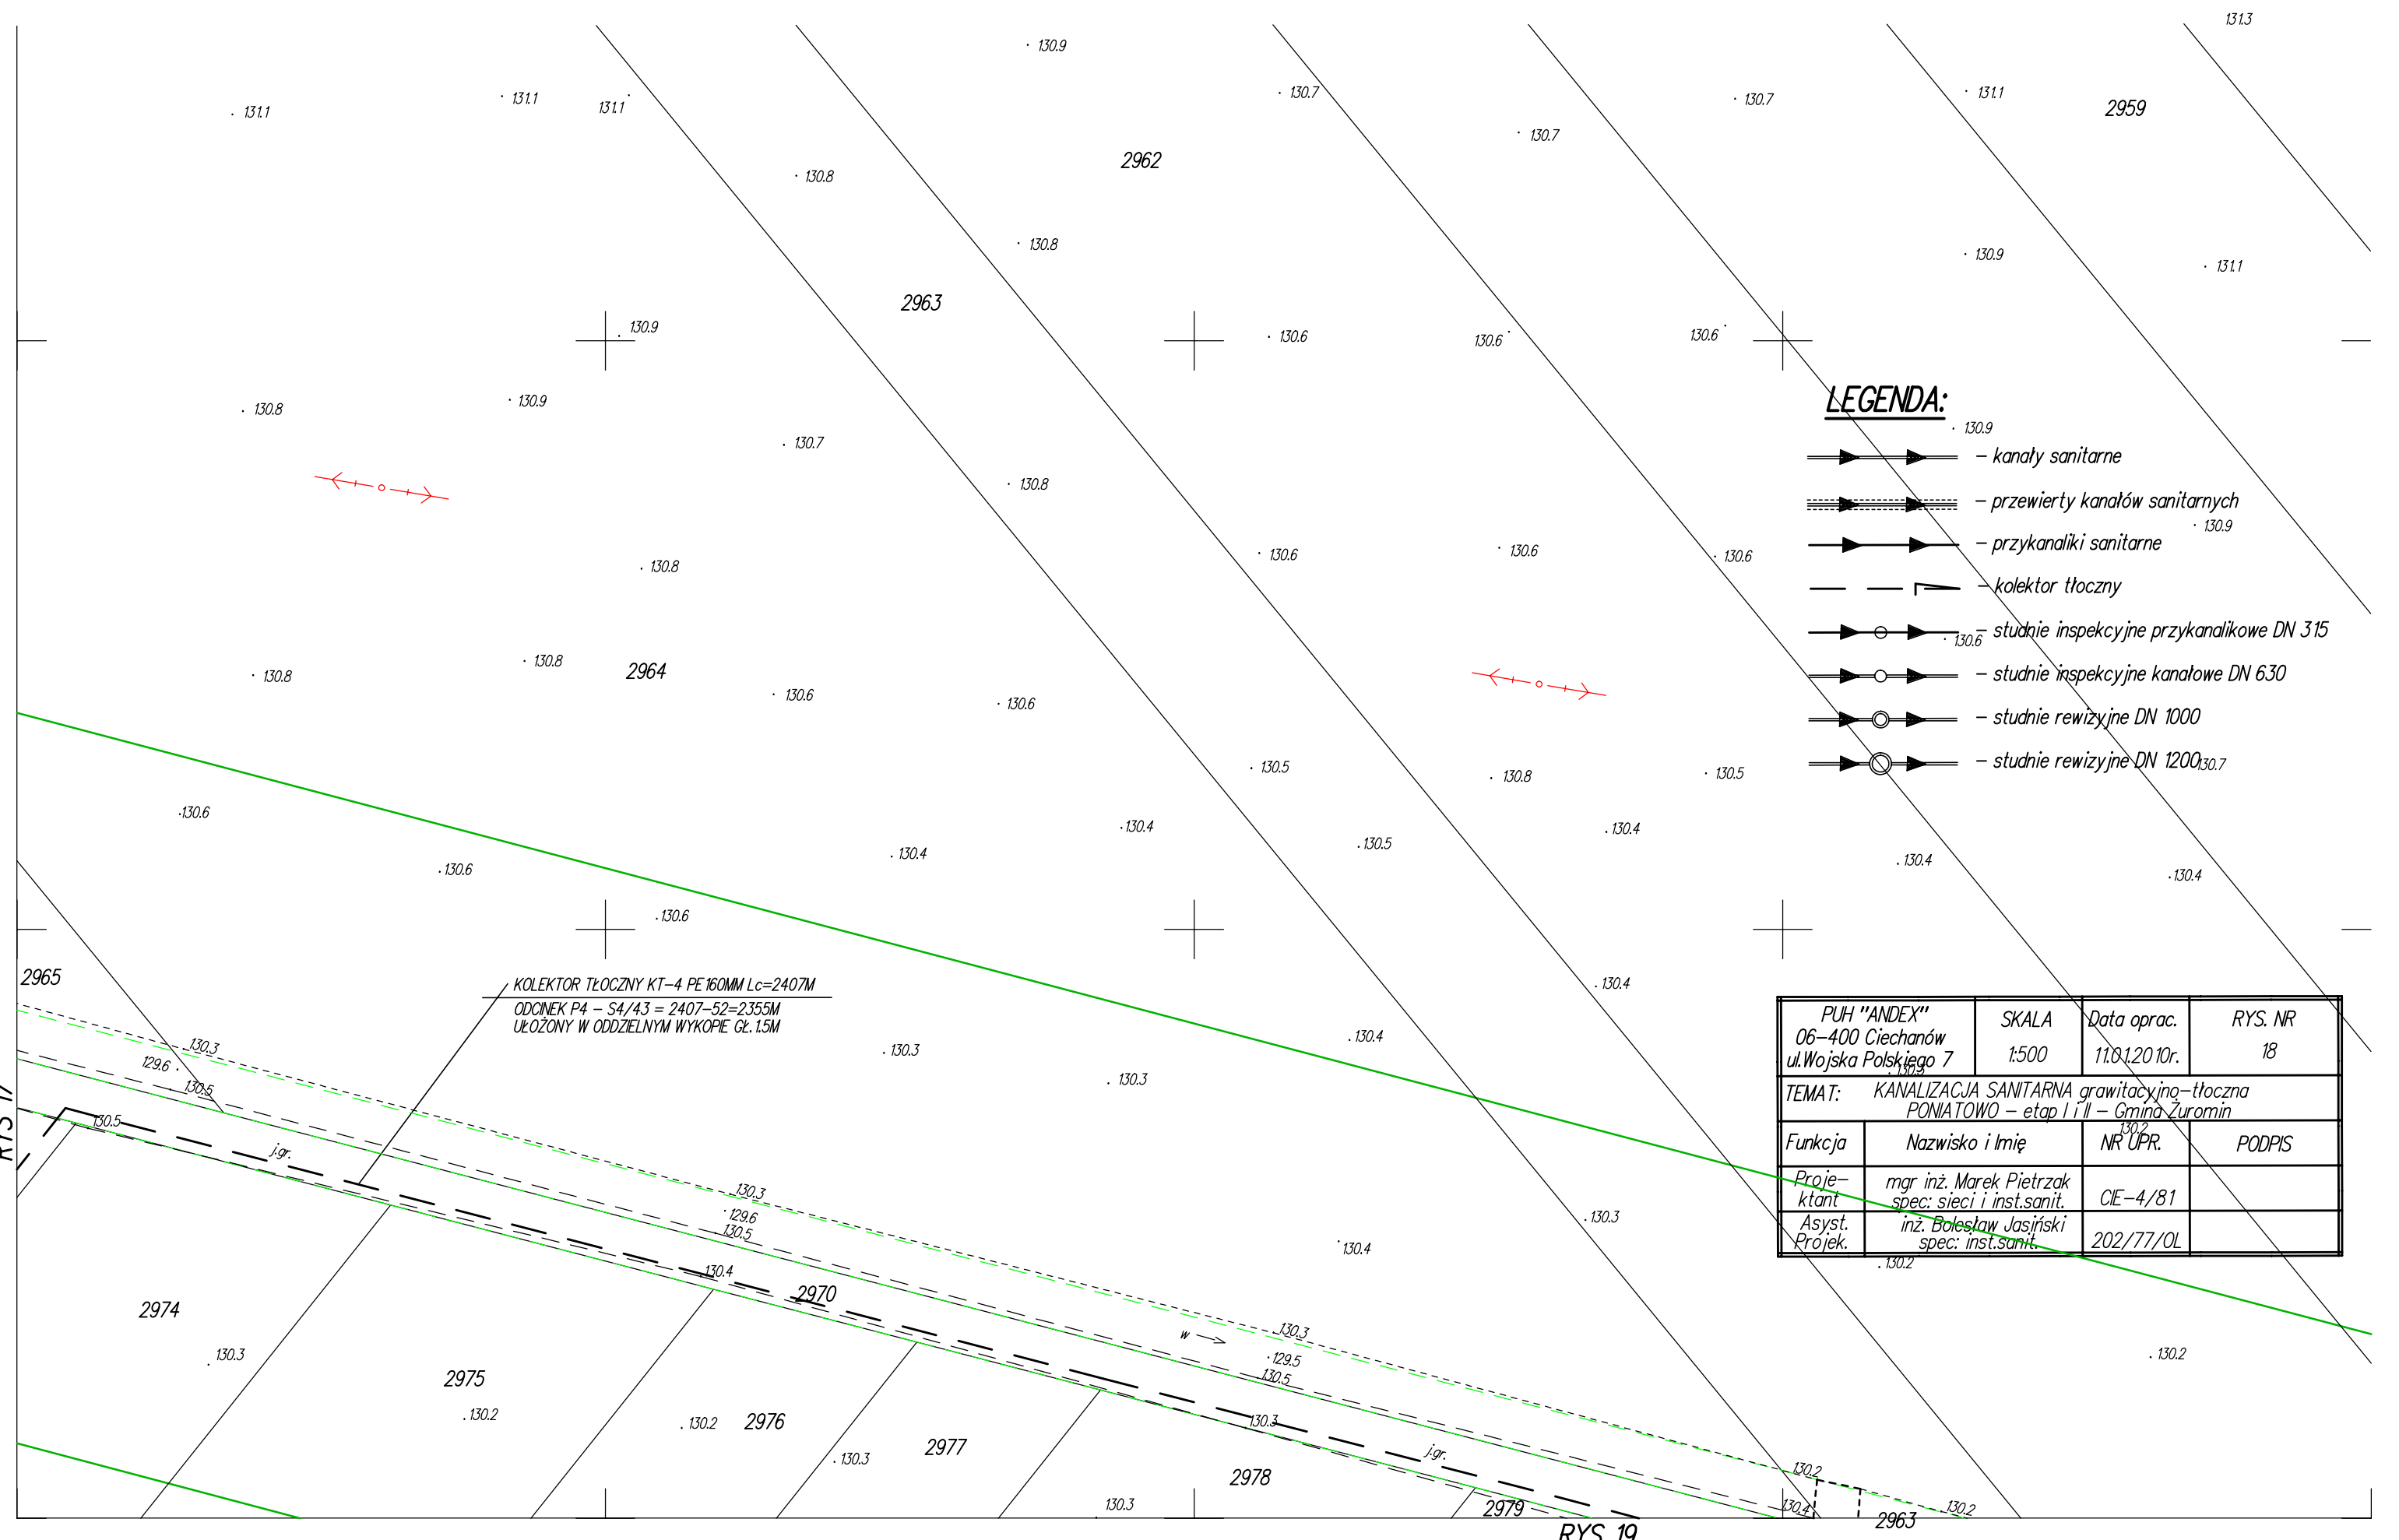 131.3
130.9
131.1
131.1
131.1
130.7
130.7
131.1
2959
130.7
2962
130.8
130.8
130.9
131.1
2963
130.9
130.6
130.6
130.6
130.8
130.9
LEGENDA:
130.9
130.7
– kanały sanitarne
130.8
– przewierty kanałów sanitarnych
130.9
– przykanaliki sanitarne
130.6
130.6
130.6
130.8
– kolektor tłoczny
– studnie inspekcyjne przykanalikowe DN 315
130.6
130.8
130.8
2964
– studnie inspekcyjne kanałowe DN 630
130.6
130.6
– studnie rewizyjne DN 1000
– studnie rewizyjne DN 1200
130.7
130.5
130.8
130.5
130.6
130.4
130.4
130.5
130.4
130.4
130.6
130.4
130.6
2965
KOLEKTOR TŁOCZNY KT-4 PE160MM Lc=2407M
ODCINEK P4 - S4/43 = 2407-52=2355M
UŁOŻONY W ODDZIELNYM WYKOPIE GŁ.1.5M
130.4
PUH "ANDEX"
06-400 Ciechanów
ul.Wojska Polskiego 7
SKALA
1:500
Data oprac.
11.01.2010r.
RYS. NR
18
130.3
TEMAT: KANALIZACJA SANITARNA grawitacyjno-tłoczna
PONIATOWO - etap I i II - Gmina Żuromin
130.2
Funkcja
Nazwisko i Imię
NR UPR.
PODPIS
Proje-
ktant
mgr inż. Marek Pietrzak
spec: sieci i inst.sanit.
CIE-4/81
Asyst.
Projek.
inż. Bolesław Jasiński
spec: inst.sanit.
202/77/OL
130.3
129.6
130.5
130.3
130.4
130.3
RYS 17
130.5
j.gr.
130.3
129.6
130.5
130.3
130.4
130.2
130.4
2970
2974
w
130.3
130.3
129.5
130.5
130.2
2975
130.2
130.2
2976
130.3
2977
130.3
j.gr.
2978
130.3
130.2
2979
130.4
130.2
2963
RYS 19